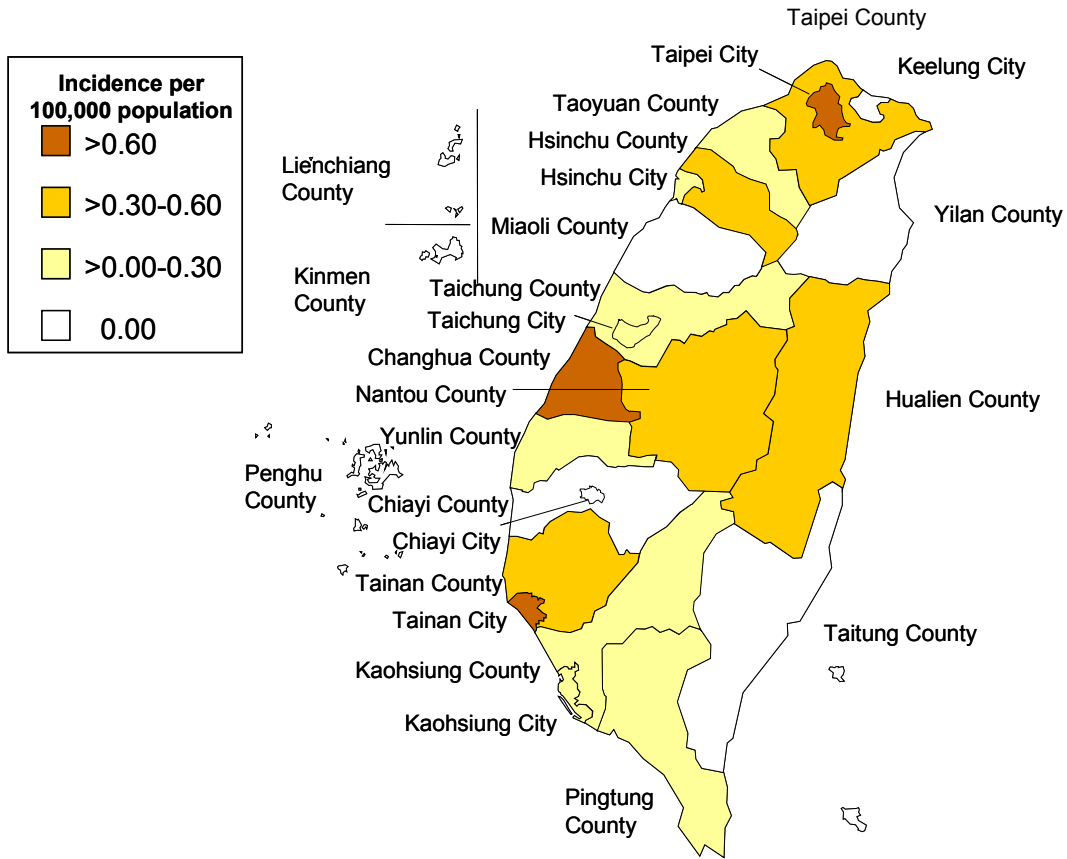 Taipei County
Taipei City
Keelung City
Incidence per
100,000 population
>0.60
>0.30-0.60
>0.00-0.30
0.00
Taoyuan County
Hsinchu County
Lienchiang
County
Hsinchu City
Miaoli County
Yilan County
Kinmen
County
Taichung County
Taichung City
Changhua County
Nantou County
Hualien County
Yunlin County
Penghu
County
Chiayi County
Chiayi City
Tainan County
Tainan City
Taitung County
Kaohsiung County
Kaohsiung City
Pingtung
County